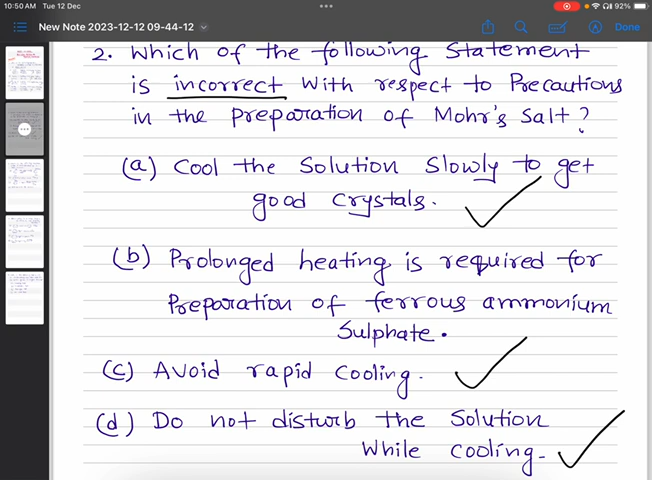 10:50 AM Tue 12 Dec
92%
New Note 2023-12-12 09-44-12
Done
2. Which of the following Statement
is incorrect With respect to Precautions
in the preparation of Mohr's Salt?
(a) Cool the Solution Slowly to get
good Crystals.
(b) Prolonged heating is required for
Preparation of ferrous ammonium
Sulphate.
(c) Avoid rapid cooling.
(d) Do not disturb the Solution
While cooling.